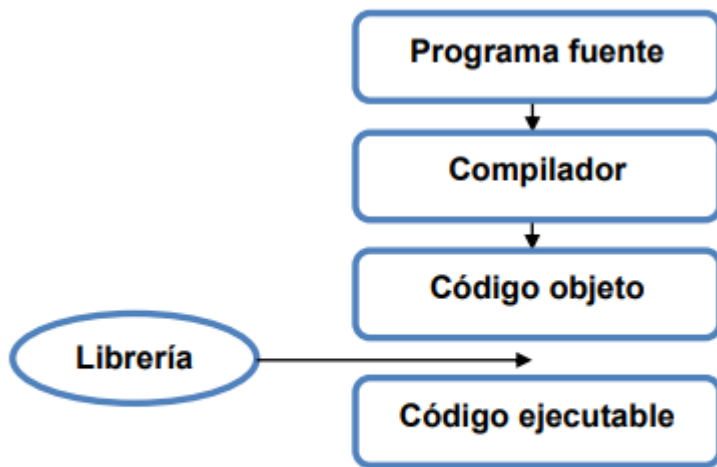 Programa fuente
Compilador
Código objeto
Librería
Código ejecutable